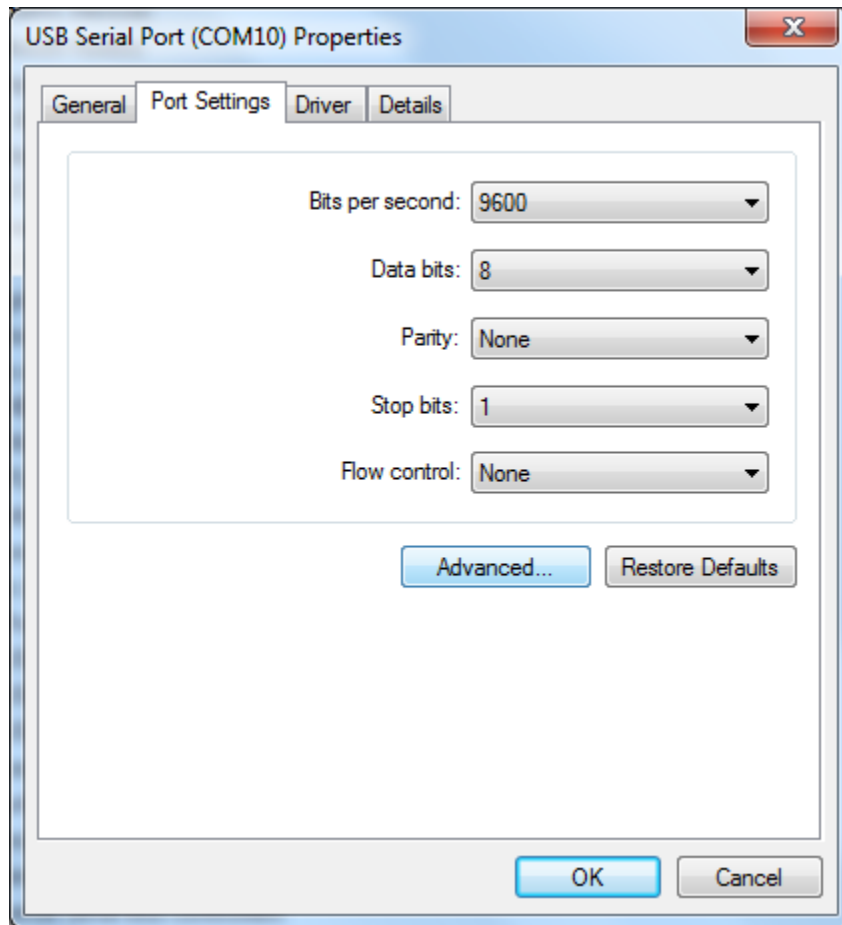 USB Serial Port (COM10) Properties
General Port Settings Driver Details
Bits per second: 9600
Data bits: 8
Parity: None
Stop bits: 1
Flow control: None
Advanced... Restore Defaults
OK Cancel